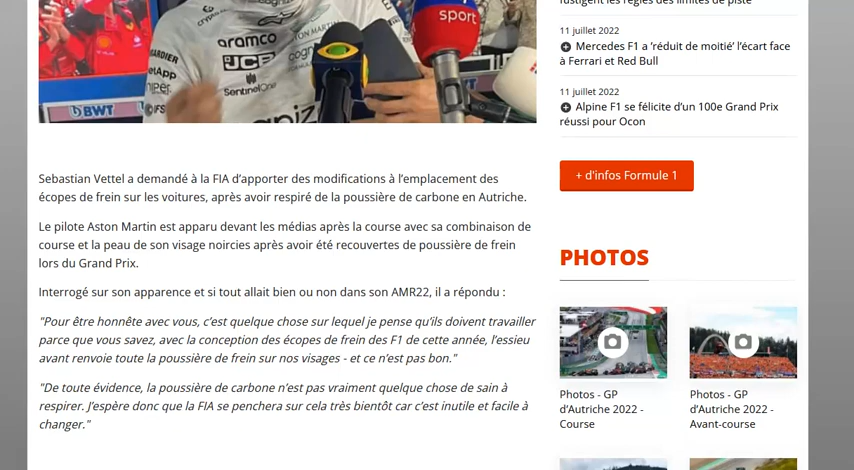 crypto
aramco
JCB
cogni
SentinelOne
NetApp
BWT
sport
Sebastian Vettel a demandé à la FIA d’apporter des modifications à l’emplacement des
écopes de frein sur les voitures, après avoir respiré de la poussière de carbone en Autriche.
Le pilote Aston Martin est apparu devant les médias après la course avec sa combinaison de
course et la peau de son visage noircies après avoir été recouvertes de poussière de frein
lors du Grand Prix.
Interrogé sur son apparence et si tout allait bien ou non dans son AMR22, il a répondu :
"Pour être honnête avec vous, c’est quelque chose sur lequel je pense qu’ils doivent travailler
parce que vous savez, avec la conception des écopes de frein des F1 de cette année, l’essieu
avant renvoie toute la poussière de frein sur nos visages - et ce n’est pas bon."
"De toute évidence, la poussière de carbone n’est pas vraiment quelque chose de sain à
respirer. J’espère donc que la FIA se penchera sur cela très bientôt car c’est inutile et facile à
changer."
fustigent les règles des limites de piste
11 juillet 2022
Mercedes F1 a ’réduit de moitié’ l’écart face
à Ferrari et Red Bull
11 juillet 2022
Alpine F1 se félicite d’un 100e Grand Prix
réussi pour Ocon
+ d'infos Formule 1
PHOTOS
Photos - GP
d’Autriche 2022 -
Course
Photos - GP
d’Autriche 2022 -
Avant-course